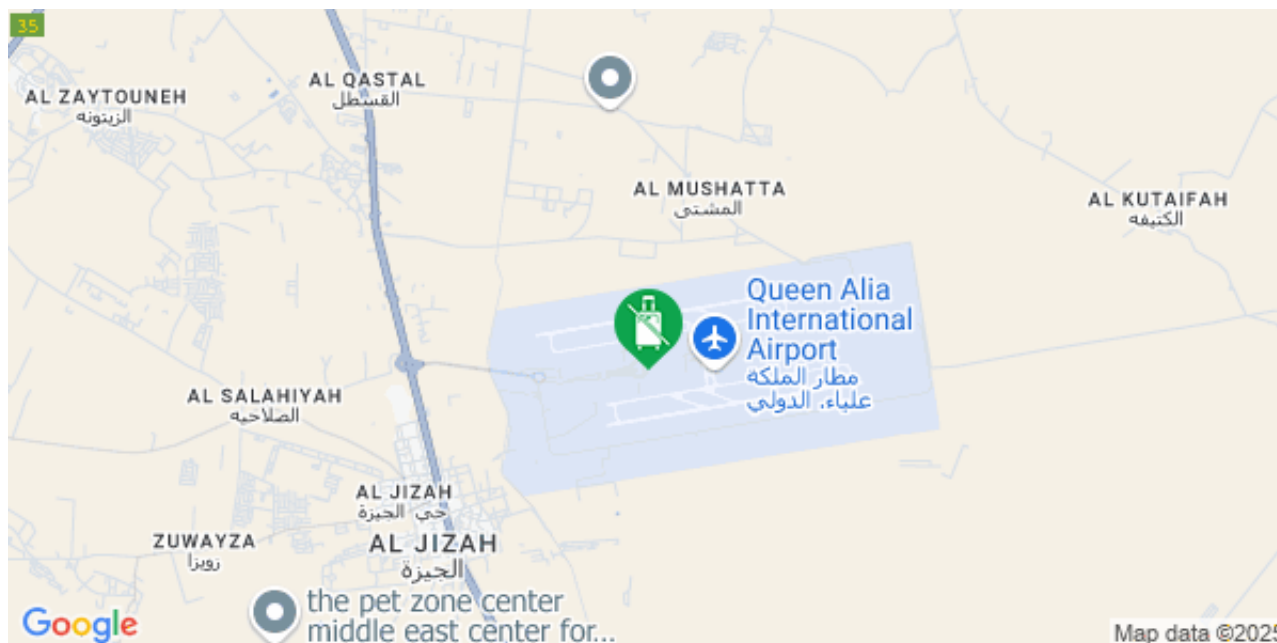 35
AL QASTAL
القسطل
AL ZAYTOUNEH
الزيتونه
AL MUSHATTA
المشتى
AL KUTAIFAH
الكتيفه
Queen Alia
International
Airport
مطار الملكة
علياء، الدولي
AL SALAHIYAH
الصلاحيه
AL JIZAH
حي الجيزة
ZUWAYZA
زويزا
AL JIZAH
الجيزة
the pet zone center
middle east center for...
Google
Map data ©2025